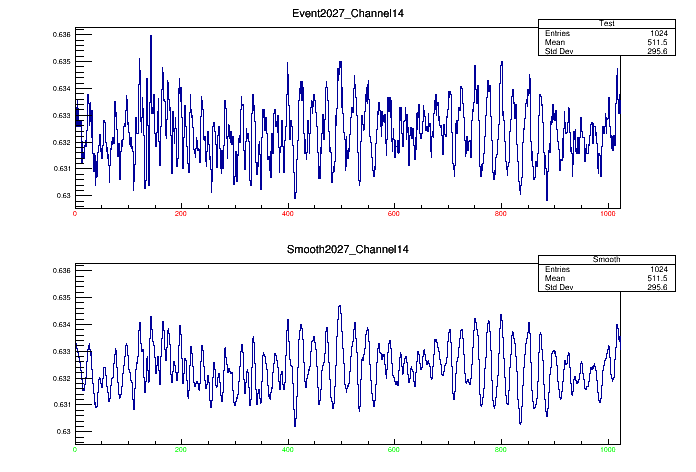 Event2027_Channel14
Test
Entries 1024
Mean 511.5
Std Dev 295.6
0.636
0.635
0.634
0.633
0.632
0.631
0.63
0 200 400 600 800 1000
Smooth2027_Channel14
Smooth
Entries 1024
Mean 511.5
Std Dev 295.6
0.636
0.635
0.634
0.633
0.632
0.631
0.63
0 200 400 600 800 1000